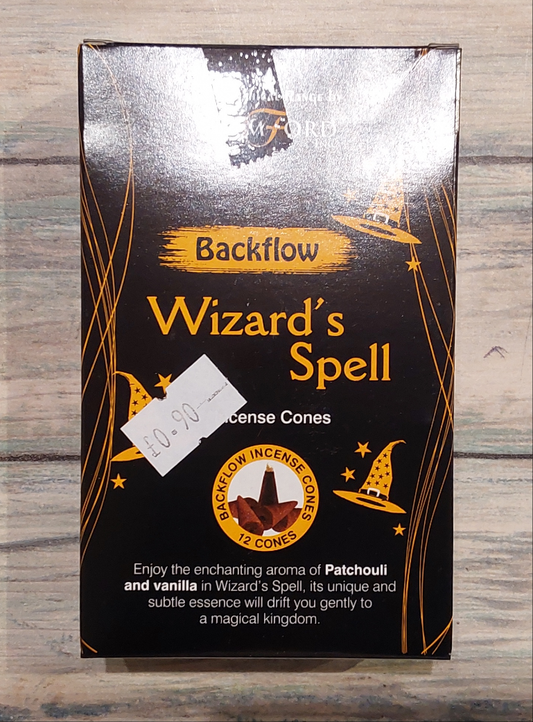 Backflow
Wizard's
Spell
Cones
£0=90
BACKFLOW INCENSE CONES
12 CONES
Enjoy the enchanting aroma of Patchouli
and vanilla in Wizard's Spell, its unique and
subtle essence will drift you gently to
a magical kingdom.